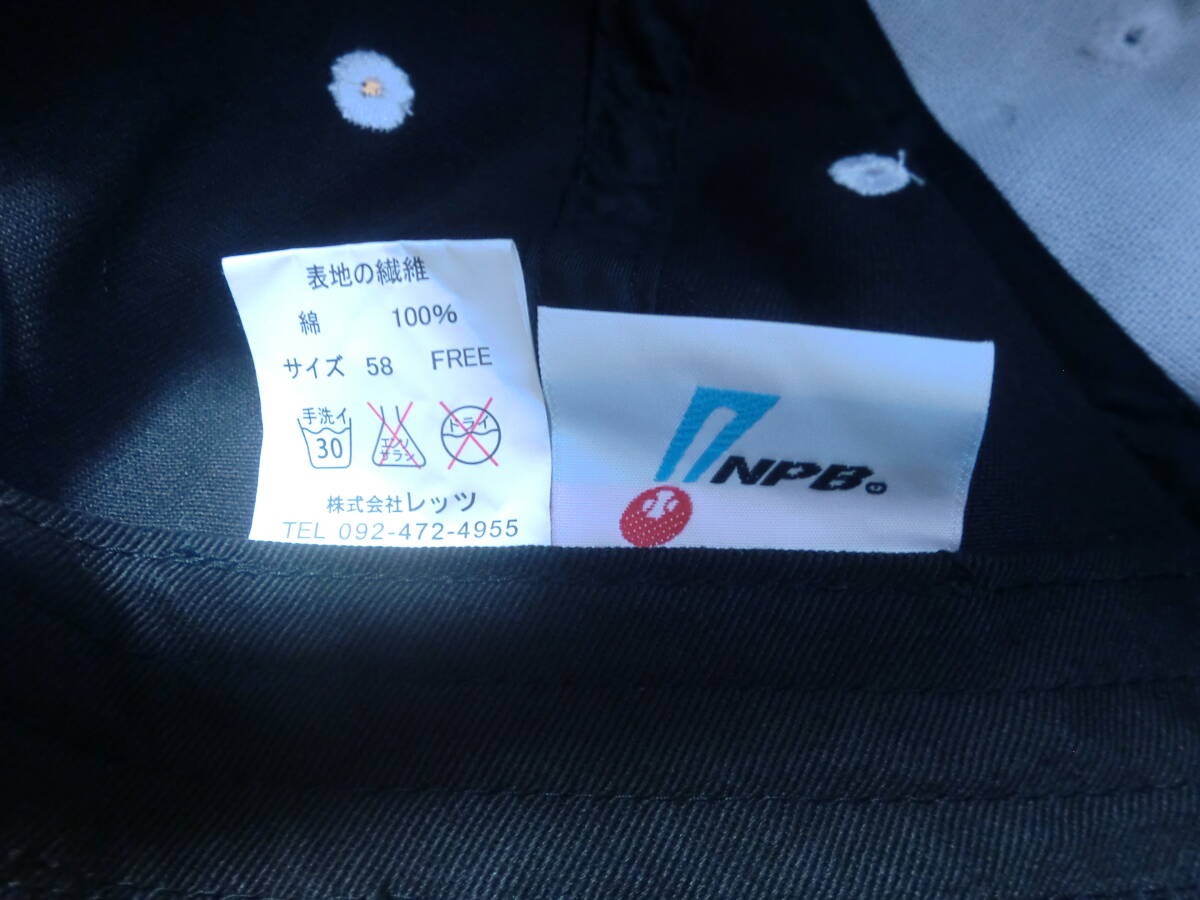 表地の繊維
綿 100%
サイズ 58 FREE
手洗イ
30
エンソ
サラシ
ドライ
株式会社レッツ
TEL 092-472-4955
NPB